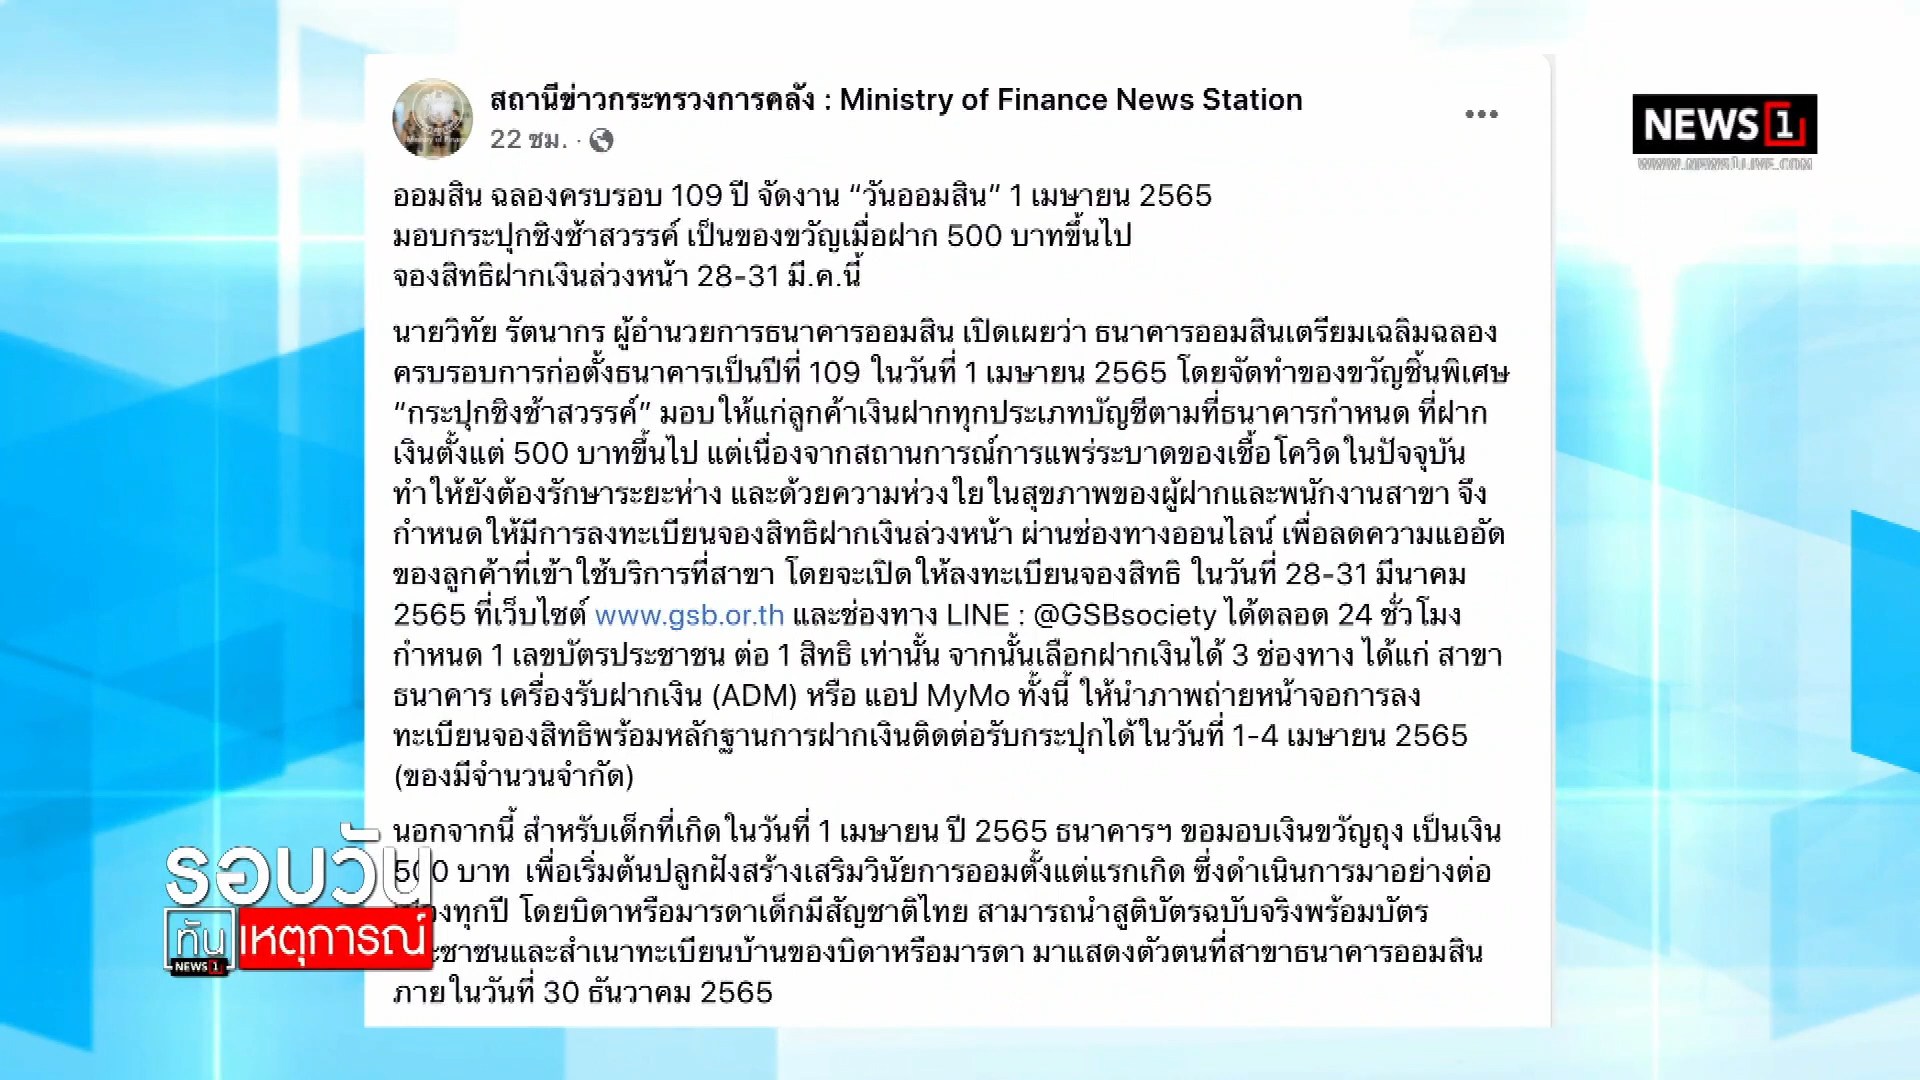 สถานีข่าวกระทรวงการคลัง : Ministry of Finance News Station
22 ชม. ·
NEWS 1
WWW.NEWS1LIVE.COM
ออมสิน ฉลองครบรอบ 109 ปี จัดงาน “วันออมสิน” 1 เมษายน 2565
มอบกระปุกชิงช้าสวรรค์ เป็นของขวัญเมื่อฝาก 500 บาทขึ้นไป
จองสิทธิฝากเงินล่วงหน้า 28-31 มี.ค.นี้
นายวิทัย รัตนากร ผู้อำนวยการธนาคารออมสิน เปิดเผยว่า ธนาคารออมสินเตรียมเฉลิมฉลอง
ครบรอบการก่อตั้งธนาคารเป็นปีที่ 109 ในวันที่ 1 เมษายน 2565 โดยจัดทำของขวัญชิ้นพิเศษ
“กระปุกชิงช้าสวรรค์” มอบให้แก่ลูกค้าเงินฝากทุกประเภทบัญชีตามที่ธนาคารกำหนด ที่ฝาก
เงินตั้งแต่ 500 บาทขึ้นไป แต่เนื่องจากสถานการณ์การแพร่ระบาดของเชื้อโควิดในปัจจุบัน
ทำให้ยังต้องรักษาระยะห่าง และด้วยความห่วงใยในสุขภาพของผู้ฝากและพนักงานสาขา จึง
กำหนดให้มีการลงทะเบียนจองสิทธิฝากเงินล่วงหน้า ผ่านช่องทางออนไลน์ เพื่อลดความแออัด
ของลูกค้าที่เข้าใช้บริการที่สาขา โดยจะเปิดให้ลงทะเบียนจองสิทธิ ในวันที่ 28-31 มีนาคม
2565 ที่เว็บไซต์ www.gsb.or.th และช่องทาง LINE : @GSBsociety ได้ตลอด 24 ชั่วโมง
กำหนด 1 เลขบัตรประชาชน ต่อ 1 สิทธิ เท่านั้น จากนั้นเลือกฝากเงินได้ 3 ช่องทาง ได้แก่ สาขา
ธนาคาร เครื่องรับฝากเงิน (ADM) หรือ แอป MyMo ทั้งนี้ ให้นำภาพถ่ายหน้าจอการลง
ทะเบียนจองสิทธิพร้อมหลักฐานการฝากเงินติดต่อรับกระปุกได้ในวันที่ 1-4 เมษายน 2565
(ของมีจำนวนจำกัด)
นอกจากนี้ สำหรับเด็กที่เกิดในวันที่ 1 เมษายน ปี 2565 ธนาคารฯ ขอมอบเงินขวัญถุง เป็นเงิน
500 บาท เพื่อเริ่มต้นปลูกฝังสร้างเสริมวินัยการออมตั้งแต่แรกเกิด ซึ่งดำเนินการมาอย่างต่อ
ทุกปี โดยบิดาหรือมารดาเด็กมีสัญชาติไทย สามารถนำสูติบัตรฉบับจริงพร้อมบัตร
ชาชนและสำเนาทะเบียนบ้านของบิดาหรือมารดา มาแสดงตัวตนที่สาขาธนาคารออมสิน
ภายในวันที่ 30 ธันวาคม 2565
รอบวัน
ทัน เหตุการณ์
NEWS 1